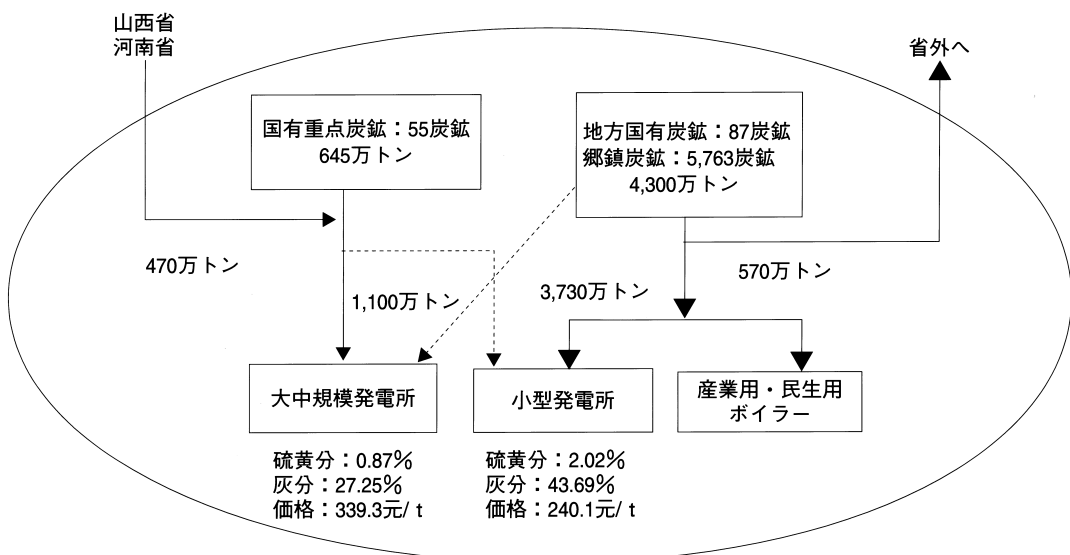 山西省
河南省
省外へ
国有重点炭鉱：55炭鉱
645万トン
地方国有炭鉱：87炭鉱
郷鎮炭鉱：5,763炭鉱
4,300万トン
470万トン
570万トン
1,100万トン
3,730万トン
大中規模発電所
小型発電所
産業用・民生用
ボイラー
硫黄分：0.87%
灰分：27.25%
価格：339.3元/ｔ
硫黄分：2.02%
灰分：43.69%
価格：240.1元/ｔ